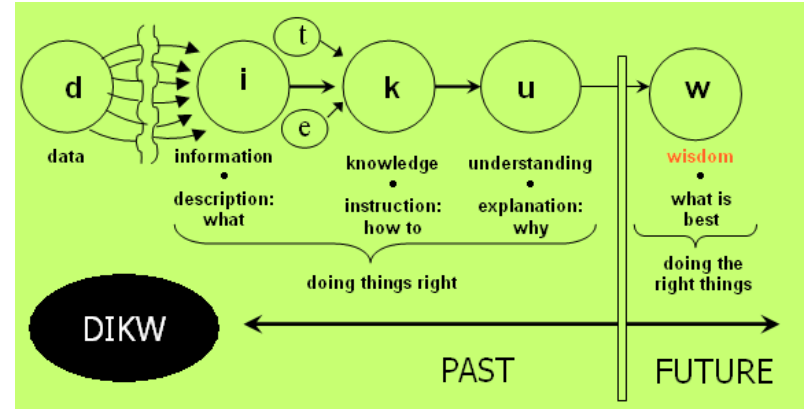 d
i
t
e
k
u
w
data
information
description:
what
knowledge
instruction:
how to
understanding
explanation:
why
wisdom
what is
best
doing things right
doing the
right things
DIKW
PAST
FUTURE